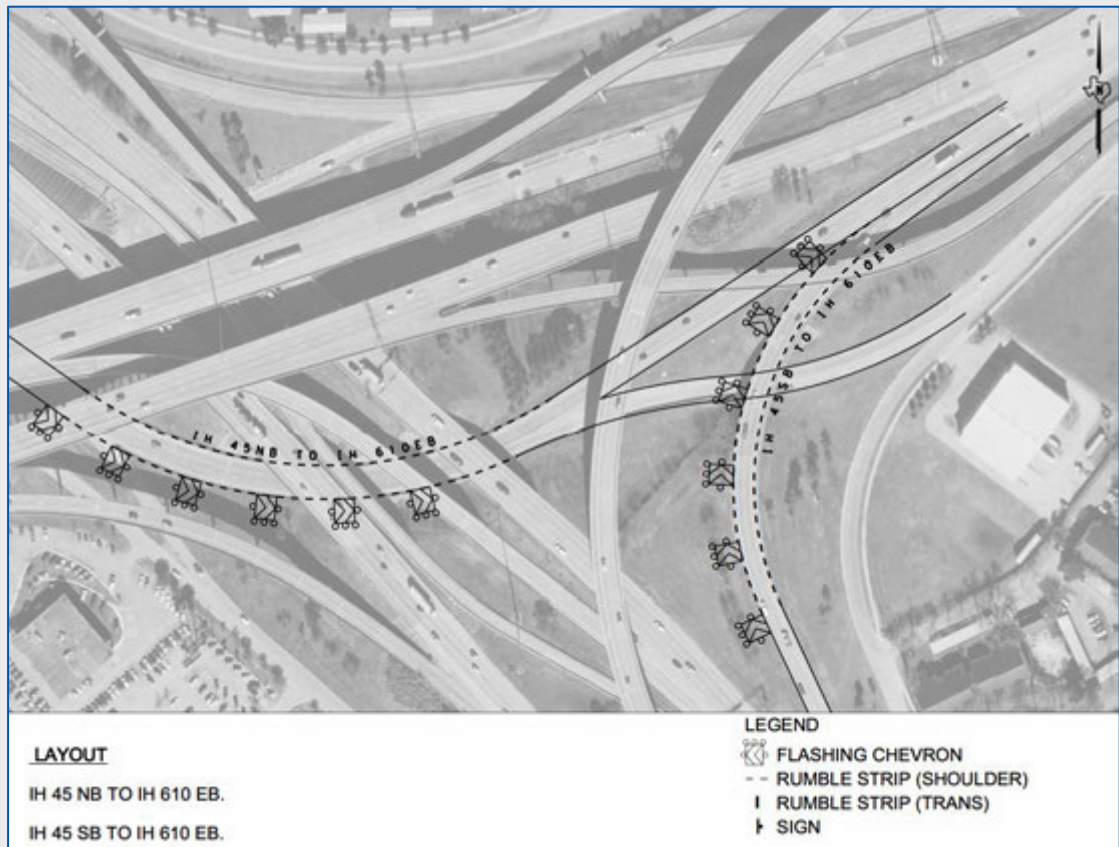 N
IH 45SB TO IH 610EB
IH 45NB TO IH 610EB
LAYOUT
IH 45 NB TO IH 610 EB.
IH 45 SB TO IH 610 EB.
LEGEND
FLASHING CHEVRON
RUMBLE STRIP (SHOULDER)
RUMBLE STRIP (TRANS)
SIGN